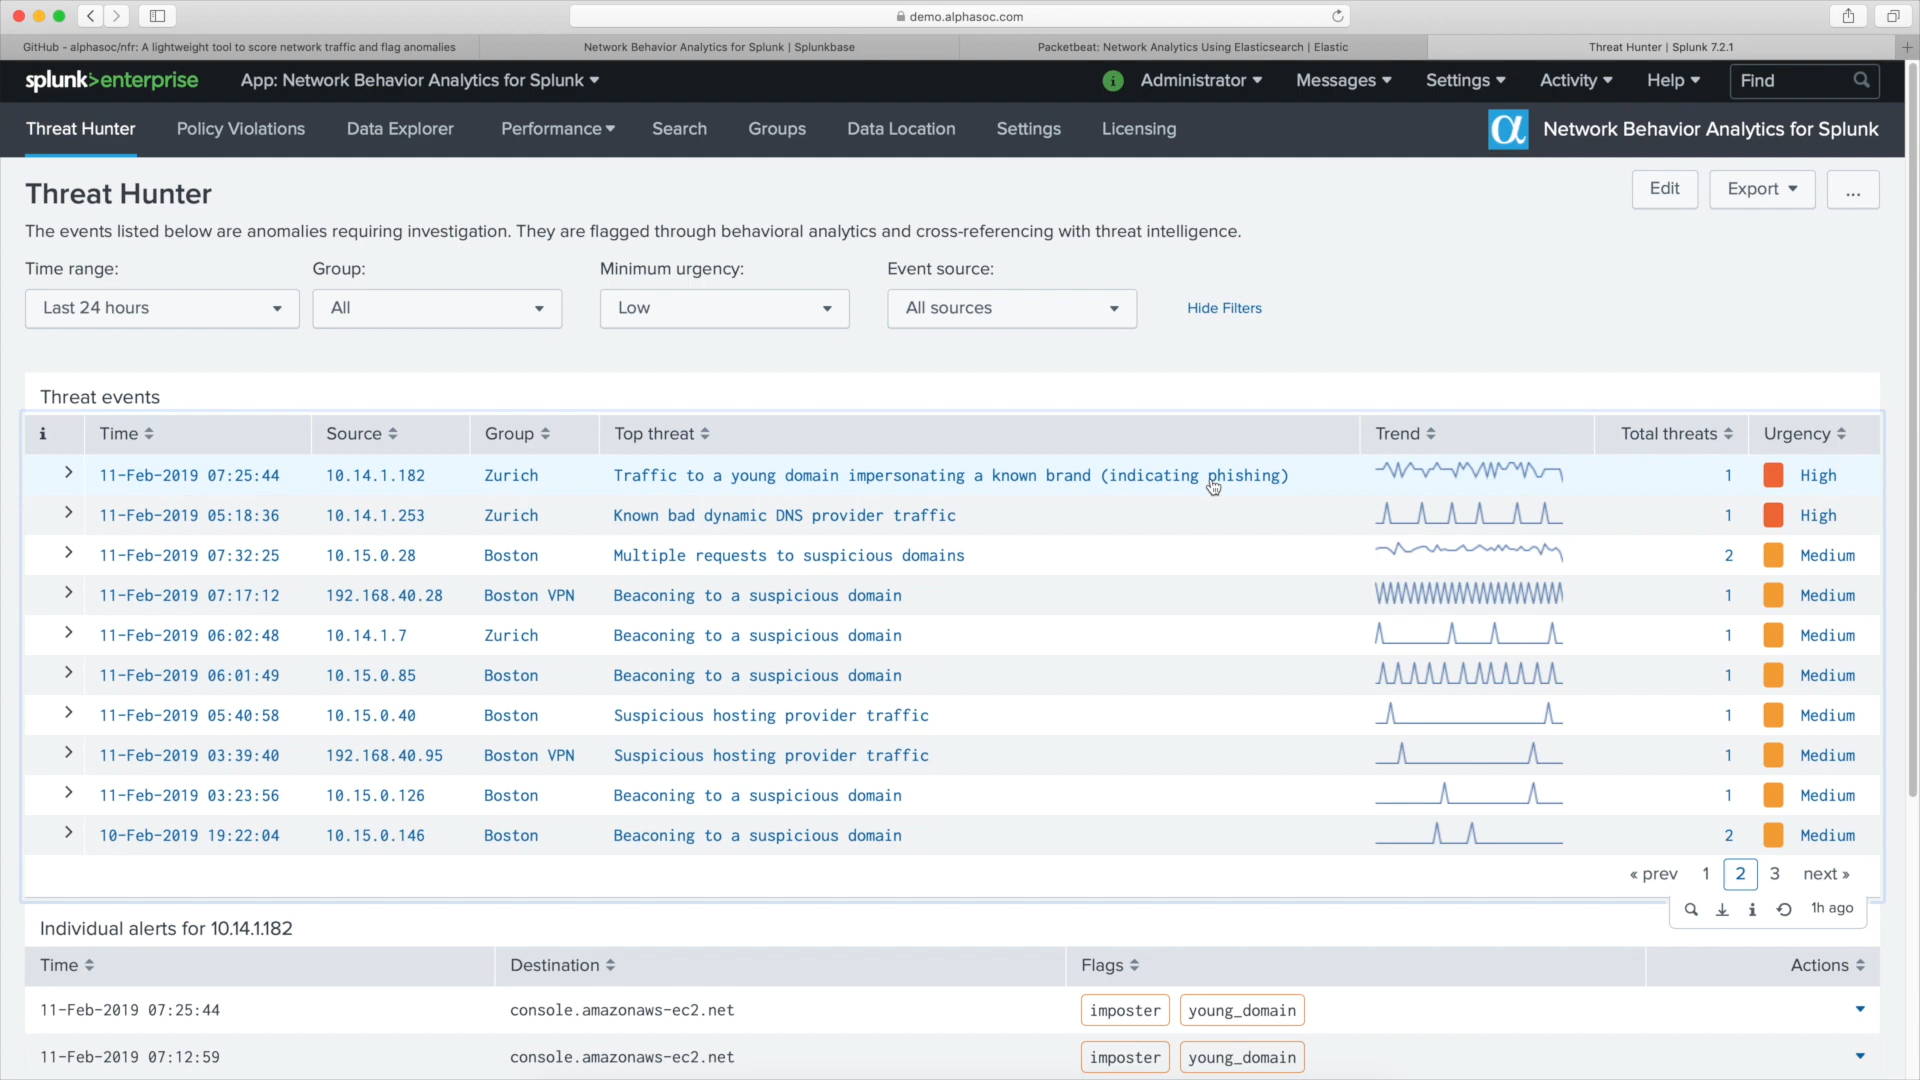 demo.alphasoc.com
GitHub - alphasoc/nfr: A lightweight tool to score network traffic and flag anomalies
Network Behavior Analytics for Splunk | Splunkbase
Packetbeat: Network Analytics Using Elasticsearch | Elastic
Threat Hunter | Splunk 7.2.1
splunk>enterprise App: Network Behavior Analytics for Splunk
i Administrator Messages Settings Activity Help Find
Threat Hunter Policy Violations Data Explorer Performance Search Groups Data Location Settings Licensing
α Network Behavior Analytics for Splunk
Threat Hunter
Edit Export ...
The events listed below are anomalies requiring investigation. They are flagged through behavioral analytics and cross-referencing with threat intelligence.
Time range: Group: Minimum urgency: Event source:
Last 24 hours All Low All sources Hide Filters
Threat events
i Time Source Group Top threat Trend Total threats Urgency
11-Feb-2019 07:25:44 10.14.1.182 Zurich Traffic to a young domain impersonating a known brand (indicating phishing) 1 High
11-Feb-2019 05:18:36 10.14.1.253 Zurich Known bad dynamic DNS provider traffic 1 High
11-Feb-2019 07:32:25 10.15.0.28 Boston Multiple requests to suspicious domains 2 Medium
11-Feb-2019 07:17:12 192.168.40.28 Boston VPN Beaconing to a suspicious domain 1 Medium
11-Feb-2019 06:02:48 10.14.1.7 Zurich Beaconing to a suspicious domain 1 Medium
11-Feb-2019 06:01:49 10.15.0.85 Boston Beaconing to a suspicious domain 1 Medium
11-Feb-2019 05:40:58 10.15.0.40 Boston Suspicious hosting provider traffic 1 Medium
11-Feb-2019 03:39:40 192.168.40.95 Boston VPN Suspicious hosting provider traffic 1 Medium
11-Feb-2019 03:23:56 10.15.0.126 Boston Beaconing to a suspicious domain 1 Medium
10-Feb-2019 19:22:04 10.15.0.146 Boston Beaconing to a suspicious domain 2 Medium
« prev 1 2 3 next »
i 1h ago
Individual alerts for 10.14.1.182
Time Destination Flags Actions
11-Feb-2019 07:25:44 console.amazonaws-ec2.net imposter young_domain
11-Feb-2019 07:12:59 console.amazonaws-ec2.net imposter young_domain